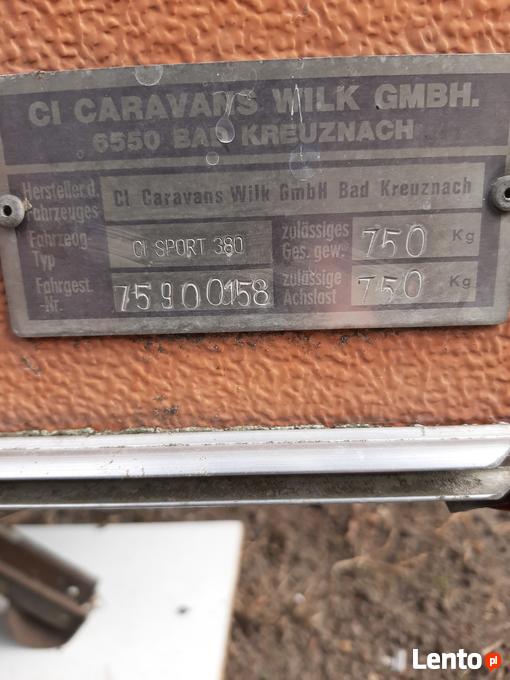 CI CARAVANS WILK GMBH.
6550 BAD KREUZNACH
Hersteller d. Fahrzeuges CI Caravans Wilk GmbH Bad Kreuznach
Fahrzeug-Typ CI SPORT 380 zulässiges Ges. gew. 750 Kg
Fahrgest. -Nr. 75900158 zulässige Achslast 750 Kg
Lento.pl